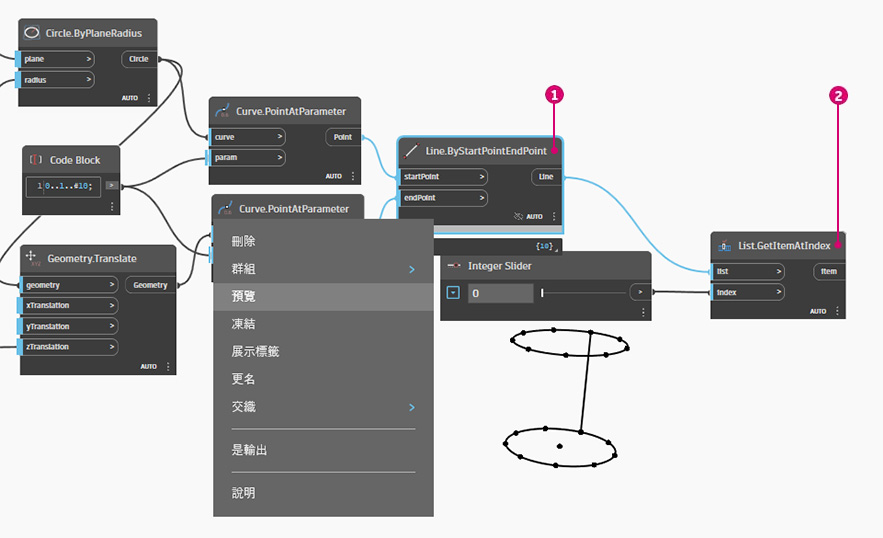 Circle.ByPlaneRadius
plane >
Circle
radius >
AUTO
1
2
Curve.PointAtParameter
curve >
Point
param >
AUTO
Code Block
1 0..1..#10; >
Line.ByStartPointEndPoint
startPoint >
Line
endPoint >
AUTO
{10}
Curve.PointAtParameter
Geometry.Translate
geometry >
Geometry
xTranslation >
yTranslation >
zTranslation >
AUTO
刪除
群組 >
預覽
凍結
展示標籤
更名
交織 >
是輸出
說明
Integer Slider
0 >
List.GetItemAtIndex
list >
item
index >
AUTO